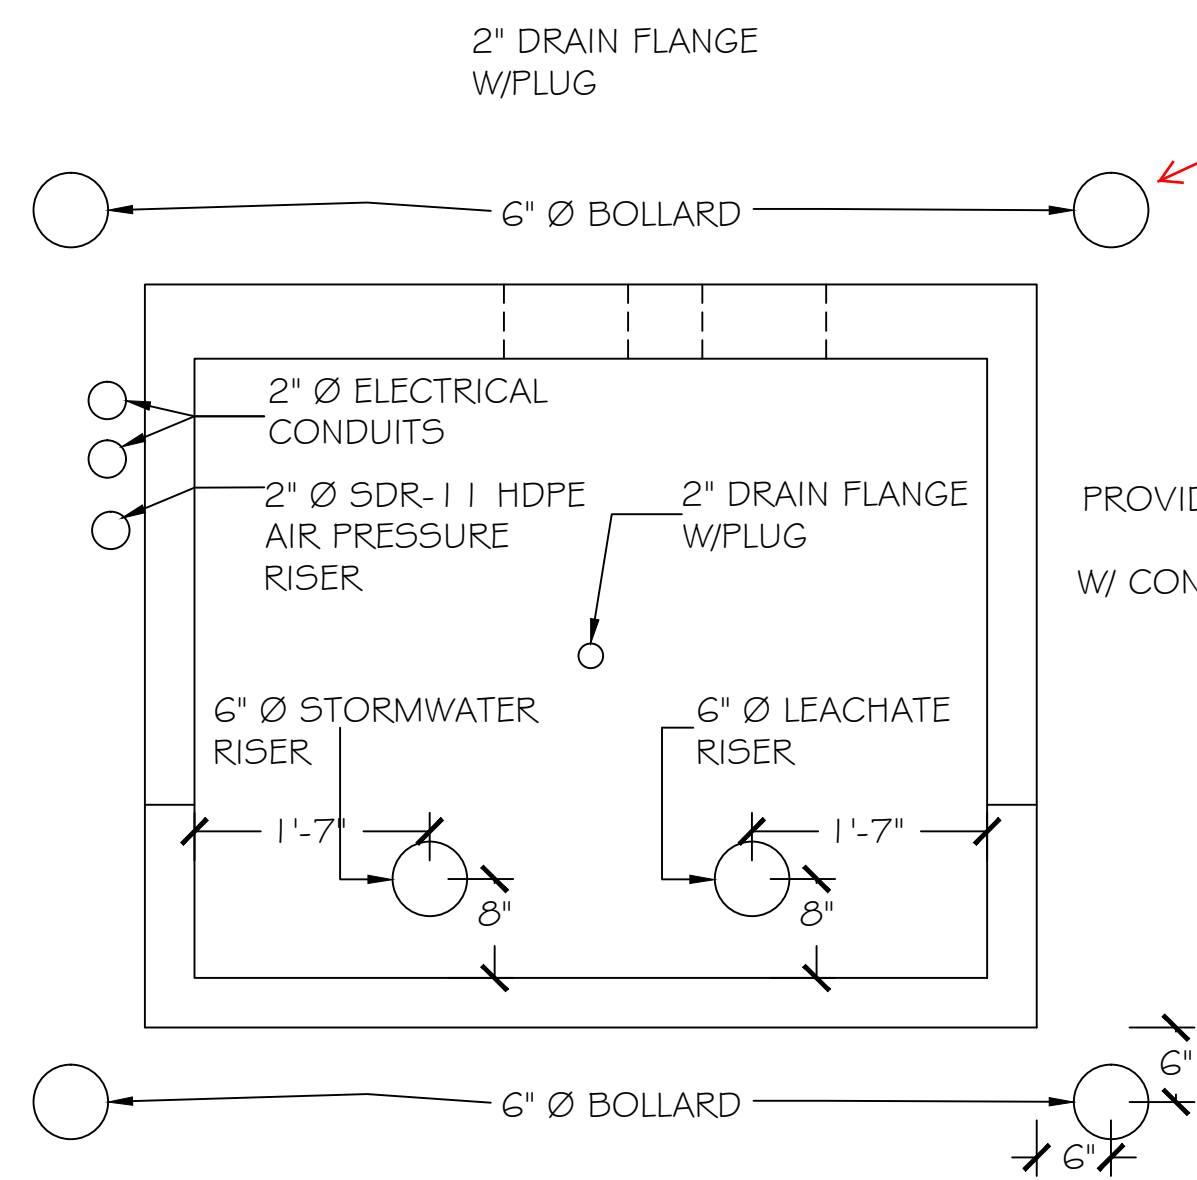 2" DRAIN FLANGE
W/PLUG
6" Ø BOLLARD
2" Ø ELECTRICAL
CONDUITS
2" Ø SDR-11 HDPE
AIR PRESSURE
RISER
2" DRAIN FLANGE
W/PLUG
PROVID
W/ CON
6" Ø STORMWATER
RISER
6" Ø LEACHATE
RISER
1'-7"
1'-7"
8"
8"
6"
6" Ø BOLLARD
6"